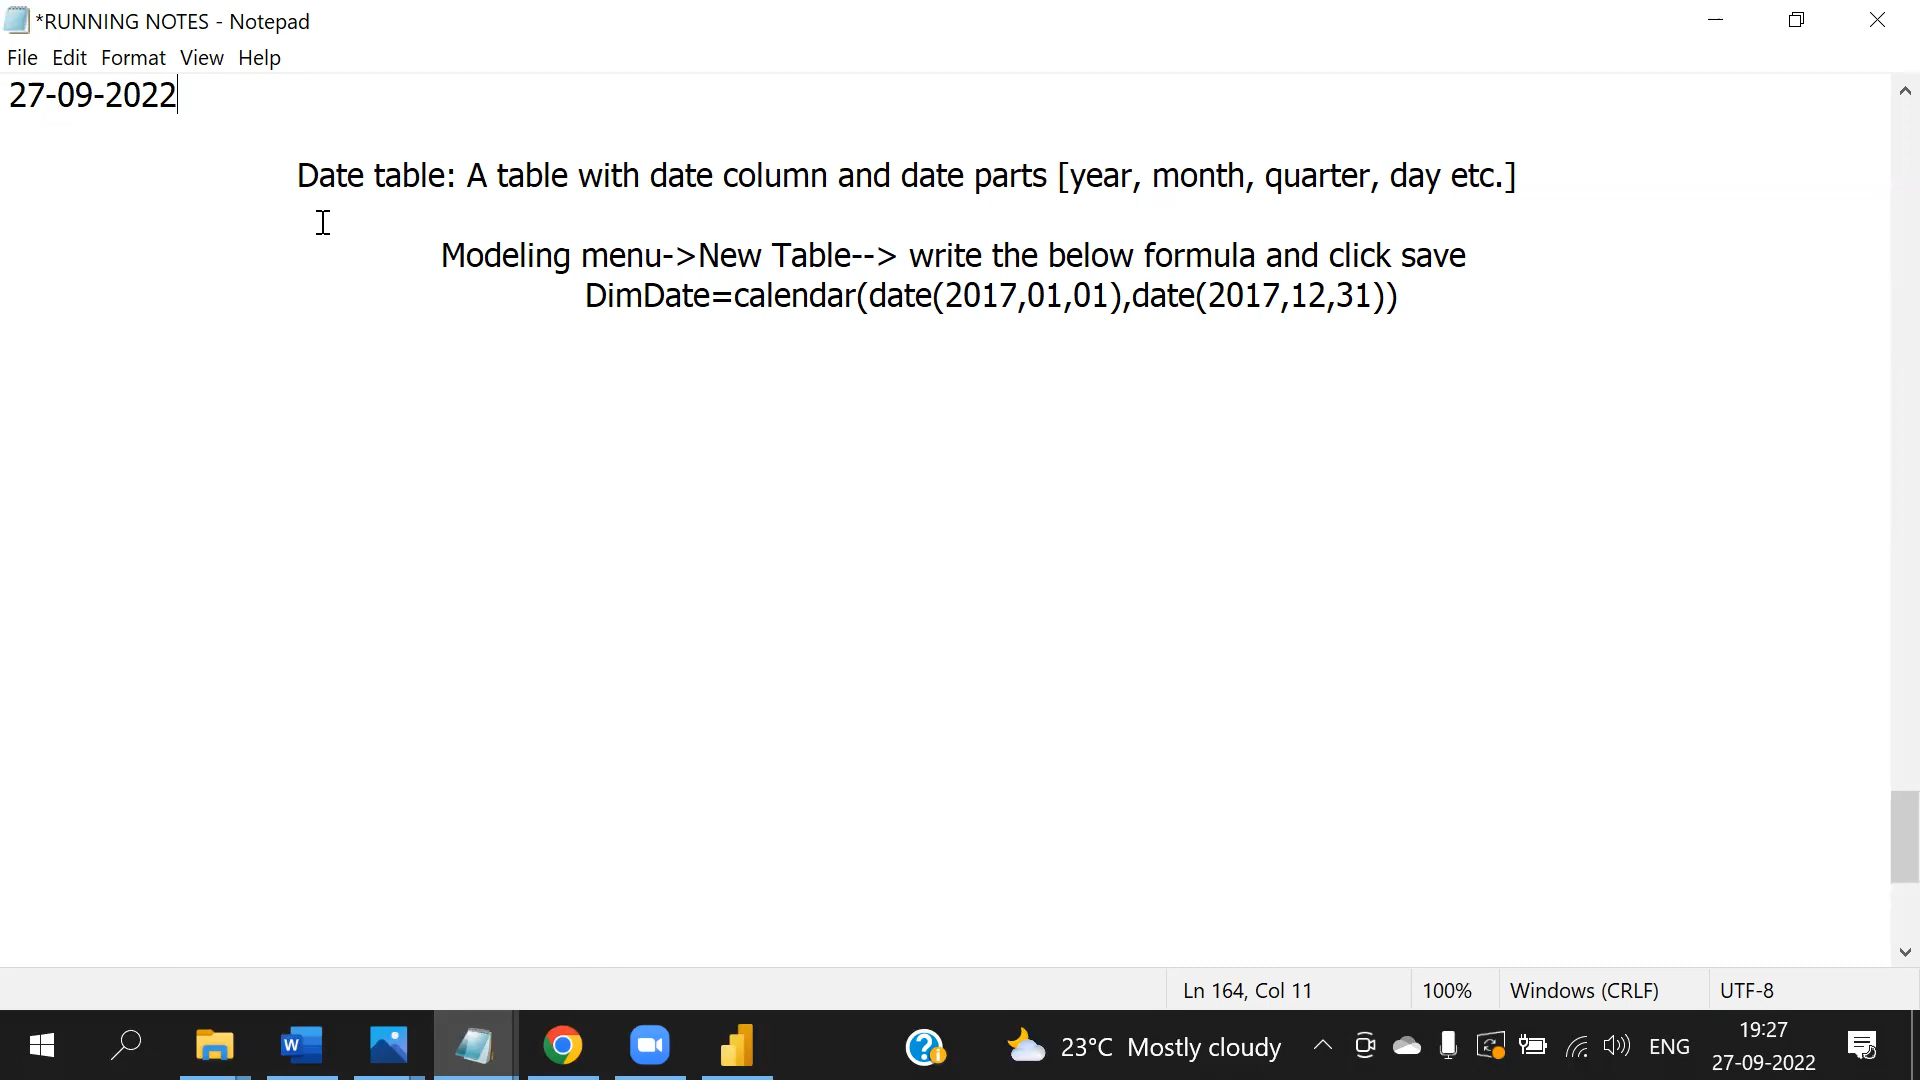 *RUNNING NOTES - Notepad
File Edit Format View Help
27-09-2022
Date table: A table with date column and date parts [year, month, quarter, day etc.]
Modeling menu->New Table--> write the below formula and click save
DimDate=calendar(date(2017,01,01),date(2017,12,31))
Ln 164, Col 11 100% Windows (CRLF) UTF-8
W
23°C Mostly cloudy ENG 19:27
27-09-2022